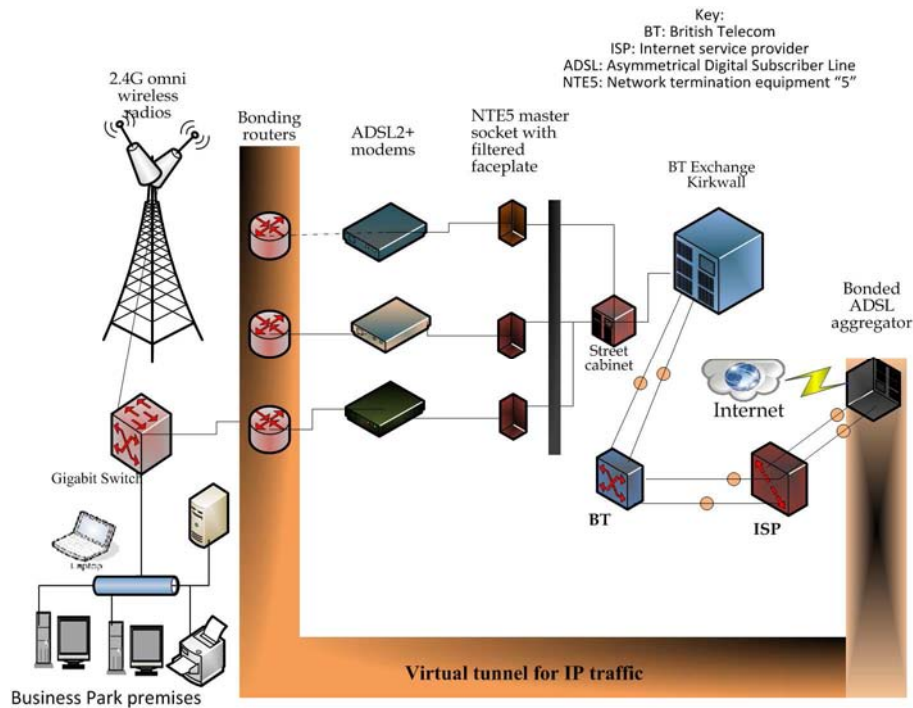 Key:
BT: British Telecom
ISP: Internet service provider
ADSL: Asymmetrical Digital Subscriber Line
NTE5: Network termination equipment “5”
2.4G omni
wireless
radios
Bonding
routers
ADSL2+
modems
NTE5 master
socket with
filtered
faceplate
BT Exchange
Kirkwall
Bonded
ADSL
aggregator
Street
cabinet
Internet
Gigabit Switch
BT
ISP
Laptop
Virtual tunnel for IP traffic
Business Park premises